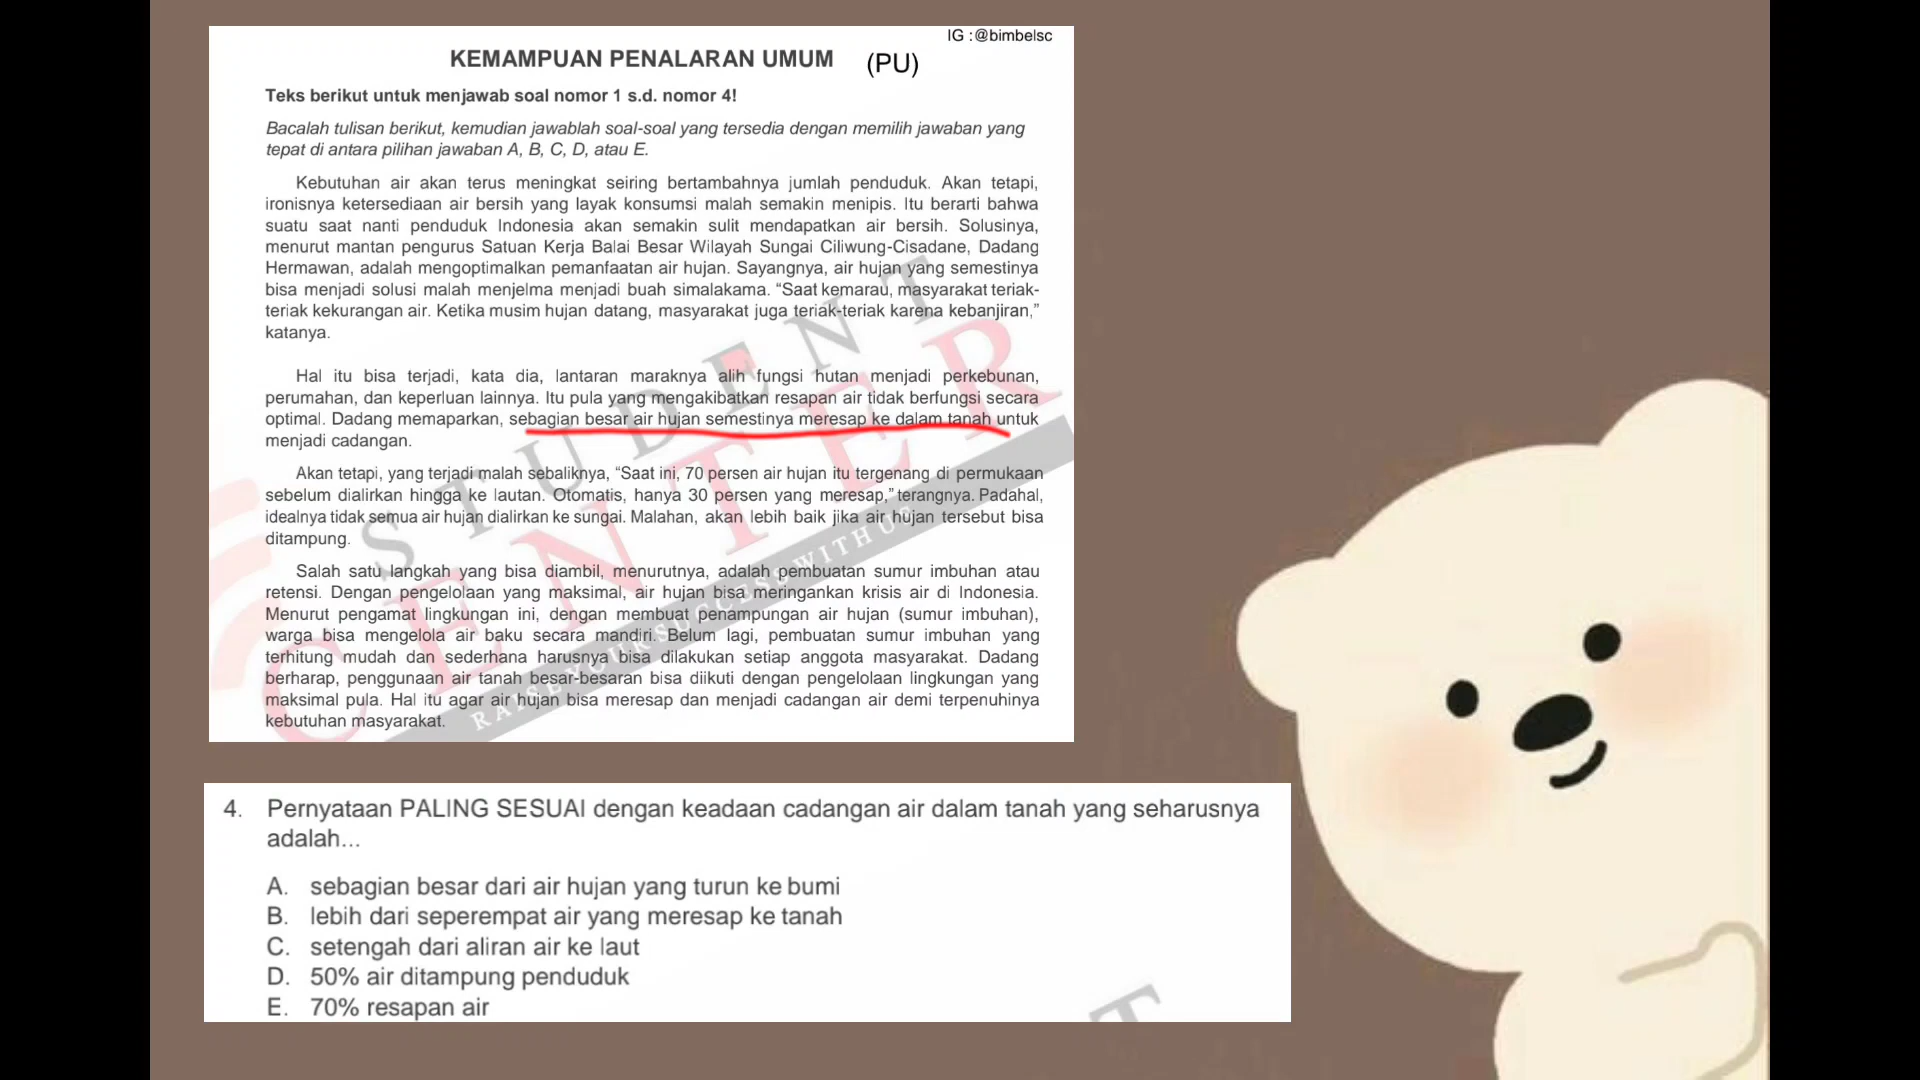 IG :@bimbelsc
KEMAMPUAN PENALARAN UMUM (PU)
Teks berikut untuk menjawab soal nomor 1 s.d. nomor 4!
Bacalah tulisan berikut, kemudian jawablah soal-soal yang tersedia dengan memilih jawaban yang
tepat di antara pilihan jawaban A, B, C, D, atau E.
Kebutuhan air akan terus meningkat seiring bertambahnya jumlah penduduk. Akan tetapi,
ironisnya ketersediaan air bersih yang layak konsumsi malah semakin menipis. Itu berarti bahwa
suatu saat nanti penduduk Indonesia akan semakin sulit mendapatkan air bersih. Solusinya,
menurut mantan pengurus Satuan Kerja Balai Besar Wilayah Sungai Ciliwung-Cisadane, Dadang
Hermawan, adalah mengoptimalkan pemanfaatan air hujan. Sayangnya, air hujan yang semestinya
bisa menjadi solusi malah menjelma menjadi buah simalakama. “Saat kemarau, masyarakat teriak-
teriak kekurangan air. Ketika musim hujan datang, masyarakat juga teriak-teriak karena kebanjiran,”
katanya.
Hal itu bisa terjadi, kata dia, lantaran maraknya alih fungsi hutan menjadi perkebunan,
perumahan, dan keperluan lainnya. Itu pula yang mengakibatkan resapan air tidak berfungsi secara
optimal. Dadang memaparkan, sebagian besar air hujan semestinya meresap ke dalam tanah untuk
menjadi cadangan.
Akan tetapi, yang terjadi malah sebaliknya, “Saat ini, 70 persen air hujan itu tergenang di permukaan
sebelum dialirkan hingga ke lautan. Otomatis, hanya 30 persen yang meresap,” terangnya. Padahal,
idealnya tidak semua air hujan dialirkan ke sungai. Malahan, akan lebih baik jika air hujan tersebut bisa
ditampung.
Salah satu langkah yang bisa diambil, menurutnya, adalah pembuatan sumur imbuhan atau
retensi. Dengan pengelolaan yang maksimal, air hujan bisa meringankan krisis air di Indonesia.
Menurut pengamat lingkungan ini, dengan membuat penampungan air hujan (sumur imbuhan),
warga bisa mengelola air baku secara mandiri. Belum lagi, pembuatan sumur imbuhan yang
terhitung mudah dan sederhana harusnya bisa dilakukan setiap anggota masyarakat. Dadang
berharap, penggunaan air tanah besar-besaran bisa diikuti dengan pengelolaan lingkungan yang
maksimal pula. Hal itu agar air hujan bisa meresap dan menjadi cadangan air demi terpenuhinya
kebutuhan masyarakat.
STUDENT
CENTER
RAISE YOUR SUCCESS WITH US
4. Pernyataan PALING SESUAI dengan keadaan cadangan air dalam tanah yang seharusnya
adalah...
A. sebagian besar dari air hujan yang turun ke bumi
B. lebih dari seperempat air yang meresap ke tanah
C. setengah dari aliran air ke laut
D. 50% air ditampung penduduk
E. 70% resapan air
T